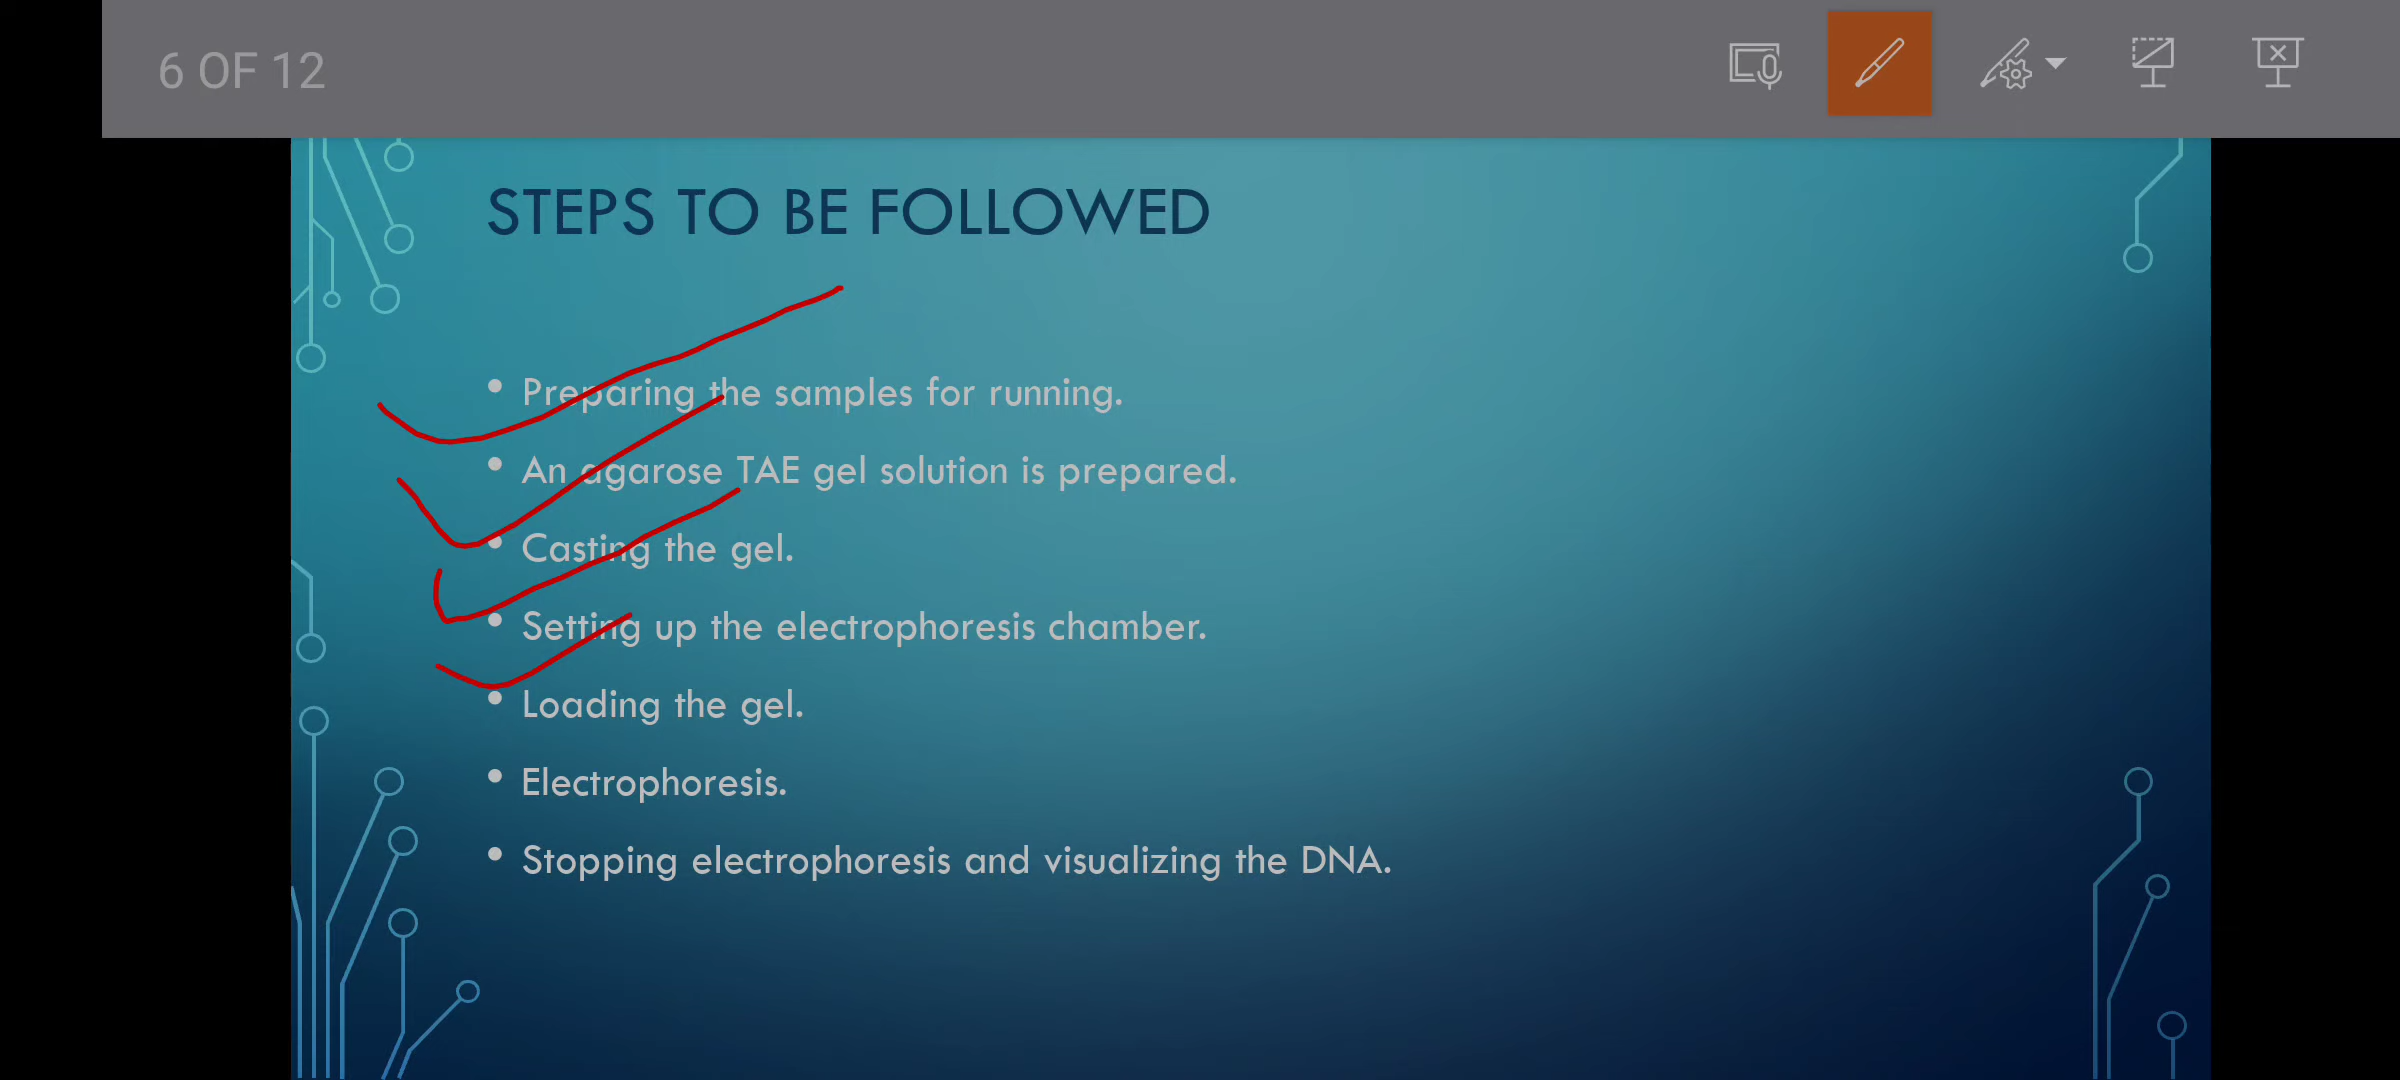 6 OF 12
STEPS TO BE FOLLOWED
• Preparing the samples for running.
• An agarose TAE gel solution is prepared.
• Casting the gel.
• Setting up the electrophoresis chamber.
• Loading the gel.
• Electrophoresis.
• Stopping electrophoresis and visualizing the DNA.